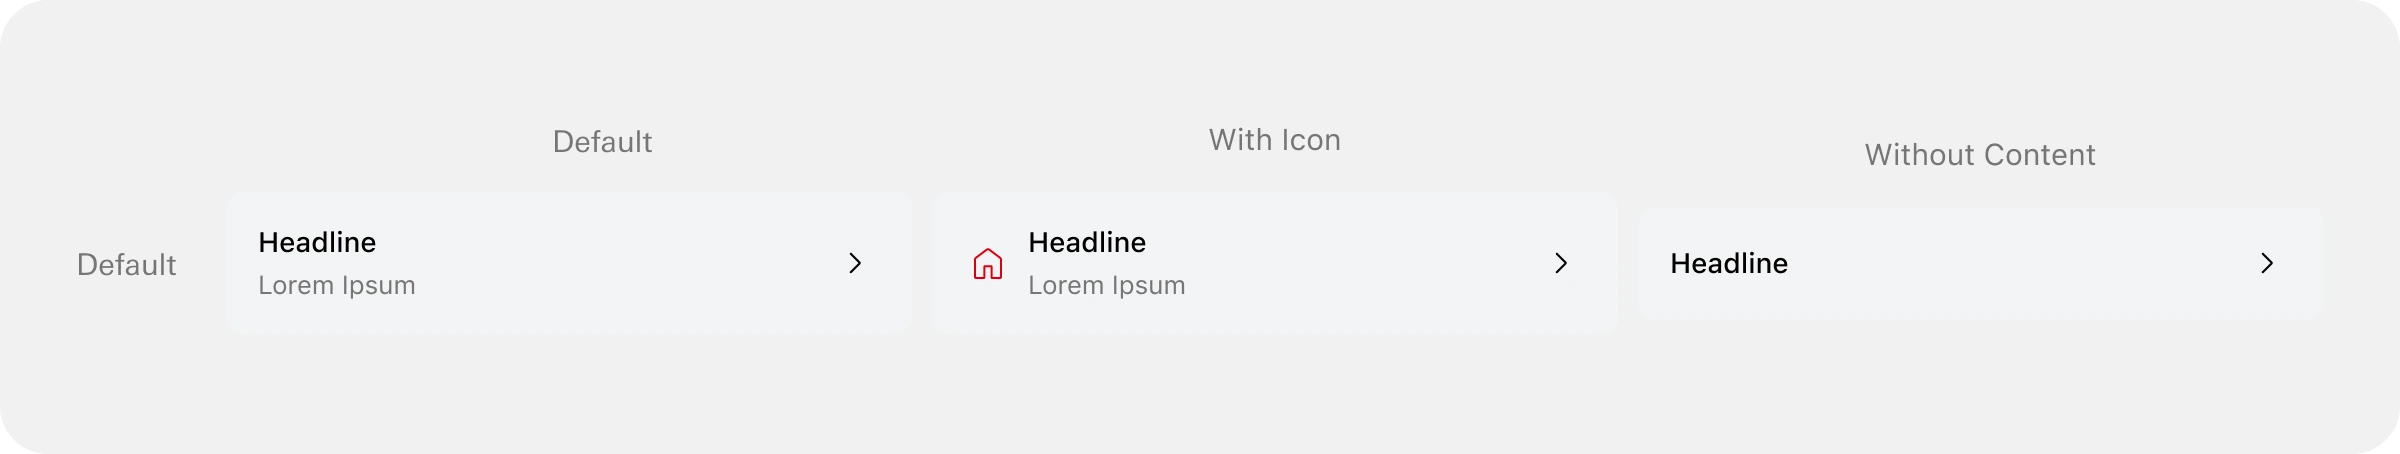 Default
With Icon
Without Content
Default
Headline
Lorem Ipsum
Headline
Lorem Ipsum
Headline